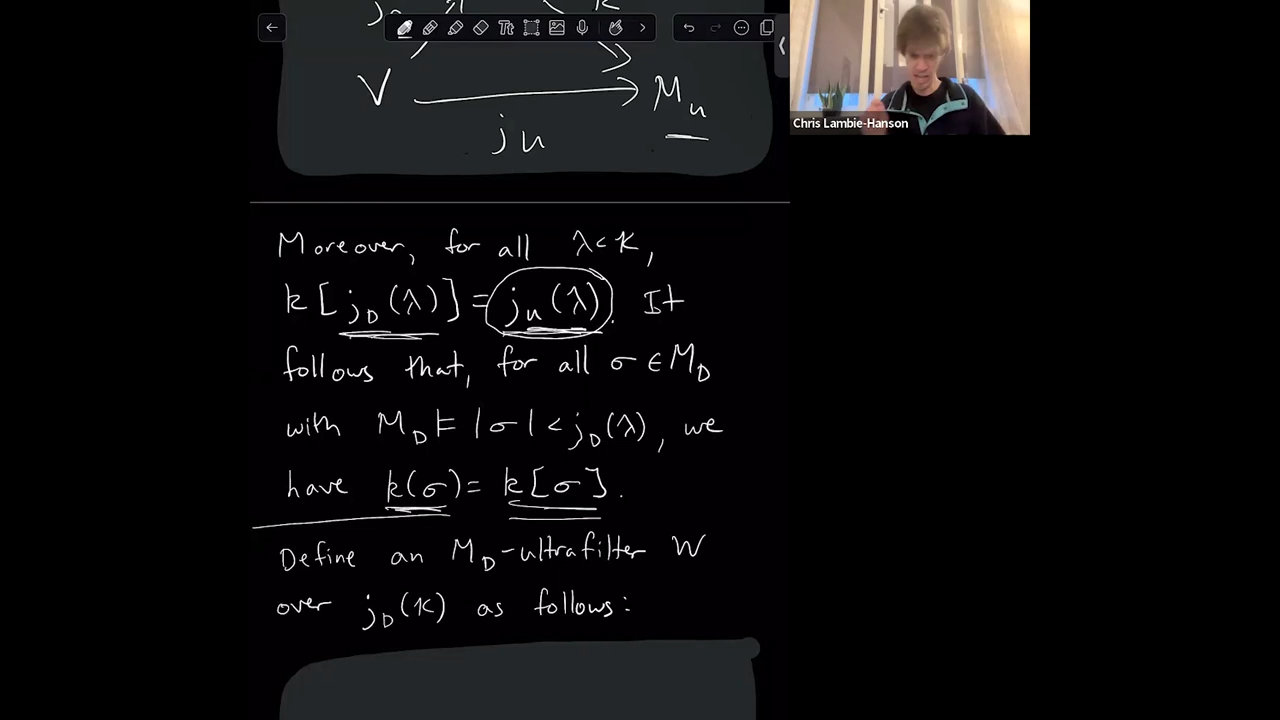 Chris Lambie-Hanson
V
M_u
j_u
Moreover, for all λ<κ,
k[j_D(λ)] = j_u(λ). It
follows that, for all σ ∈ M_D
with M_D ⊨ |σ| < j_D(λ), we
have k(σ) = k[σ].
Define an M_D-ultrafilter W
over j_D(κ) as follows: